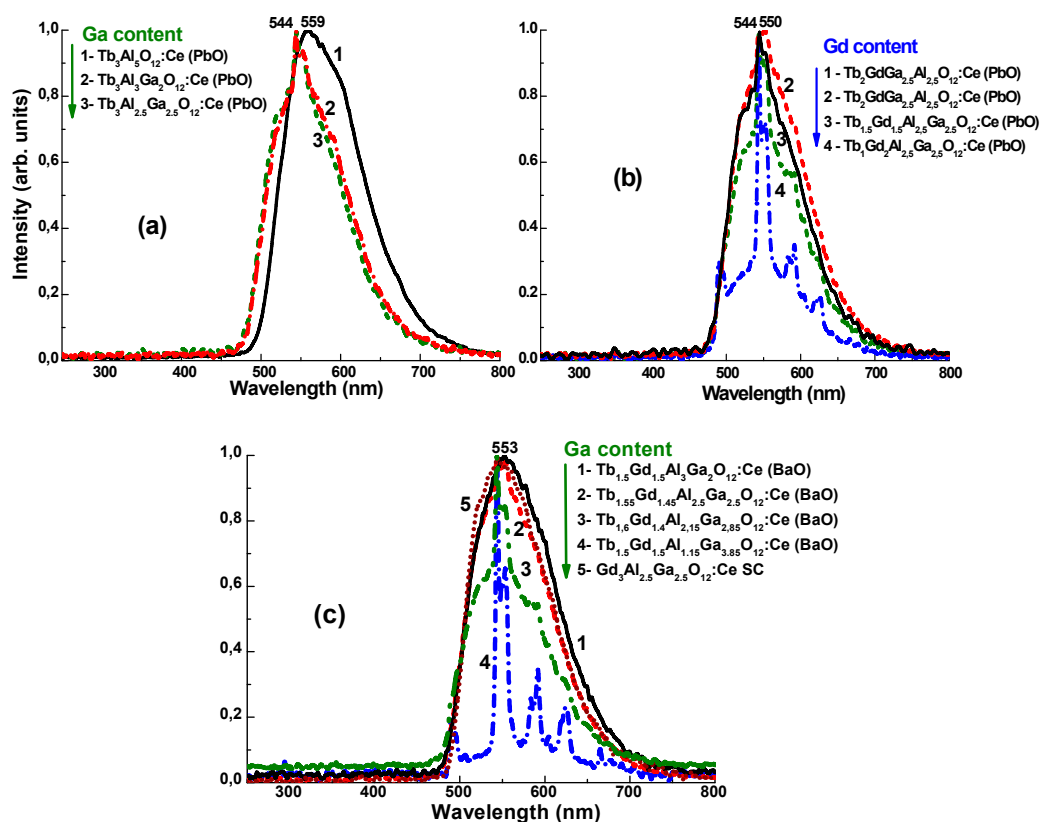 544 559
Ga content
1- Tb3Al5O12:Ce (PbO)
2- Tb3Al3Ga2O12:Ce (PbO)
3- Tb3Al2.5Ga2.5O12:Ce (PbO)
1
2
3
(a)
Intensity (arb. units)
1,0
0,8
0,6
0,4
0,2
0,0
300 400 500 600 700 800
Wavelength (nm)
544 550
Gd content
1 - Tb2GdGa2.5Al2,5O12:Ce (PbO)
2 - Tb2GdGa2.5Al2,5O12:Ce (PbO)
3 - Tb1.5Gd1.5Al2,5Ga2.5O12:Ce (PbO)
4 - Tb1Gd2Al2,5Ga2,5O12:Ce (PbO)
2
3
4
1
(b)
1,0
0,8
0,6
0,4
0,2
0,0
300 400 500 600 700 800
Wavelength (nm)
553
Ga content
1- Tb1.5Gd1.5Al3Ga2O12:Ce (BaO)
2- Tb1.55Gd1.45Al2.5Ga2.5O12:Ce (BaO)
3- Tb1,6Gd1.4Al2,15Ga2,85O12:Ce (BaO)
4- Tb1.5Gd1.5Al1.15Ga3.85O12:Ce (BaO)
5- Gd3Al2.5Ga2.5O12:Ce SC
5
2
3
4
1
(c)
1,0
0,8
0,6
0,4
0,2
0,0
300 400 500 600 700 800
Wavelength (nm)